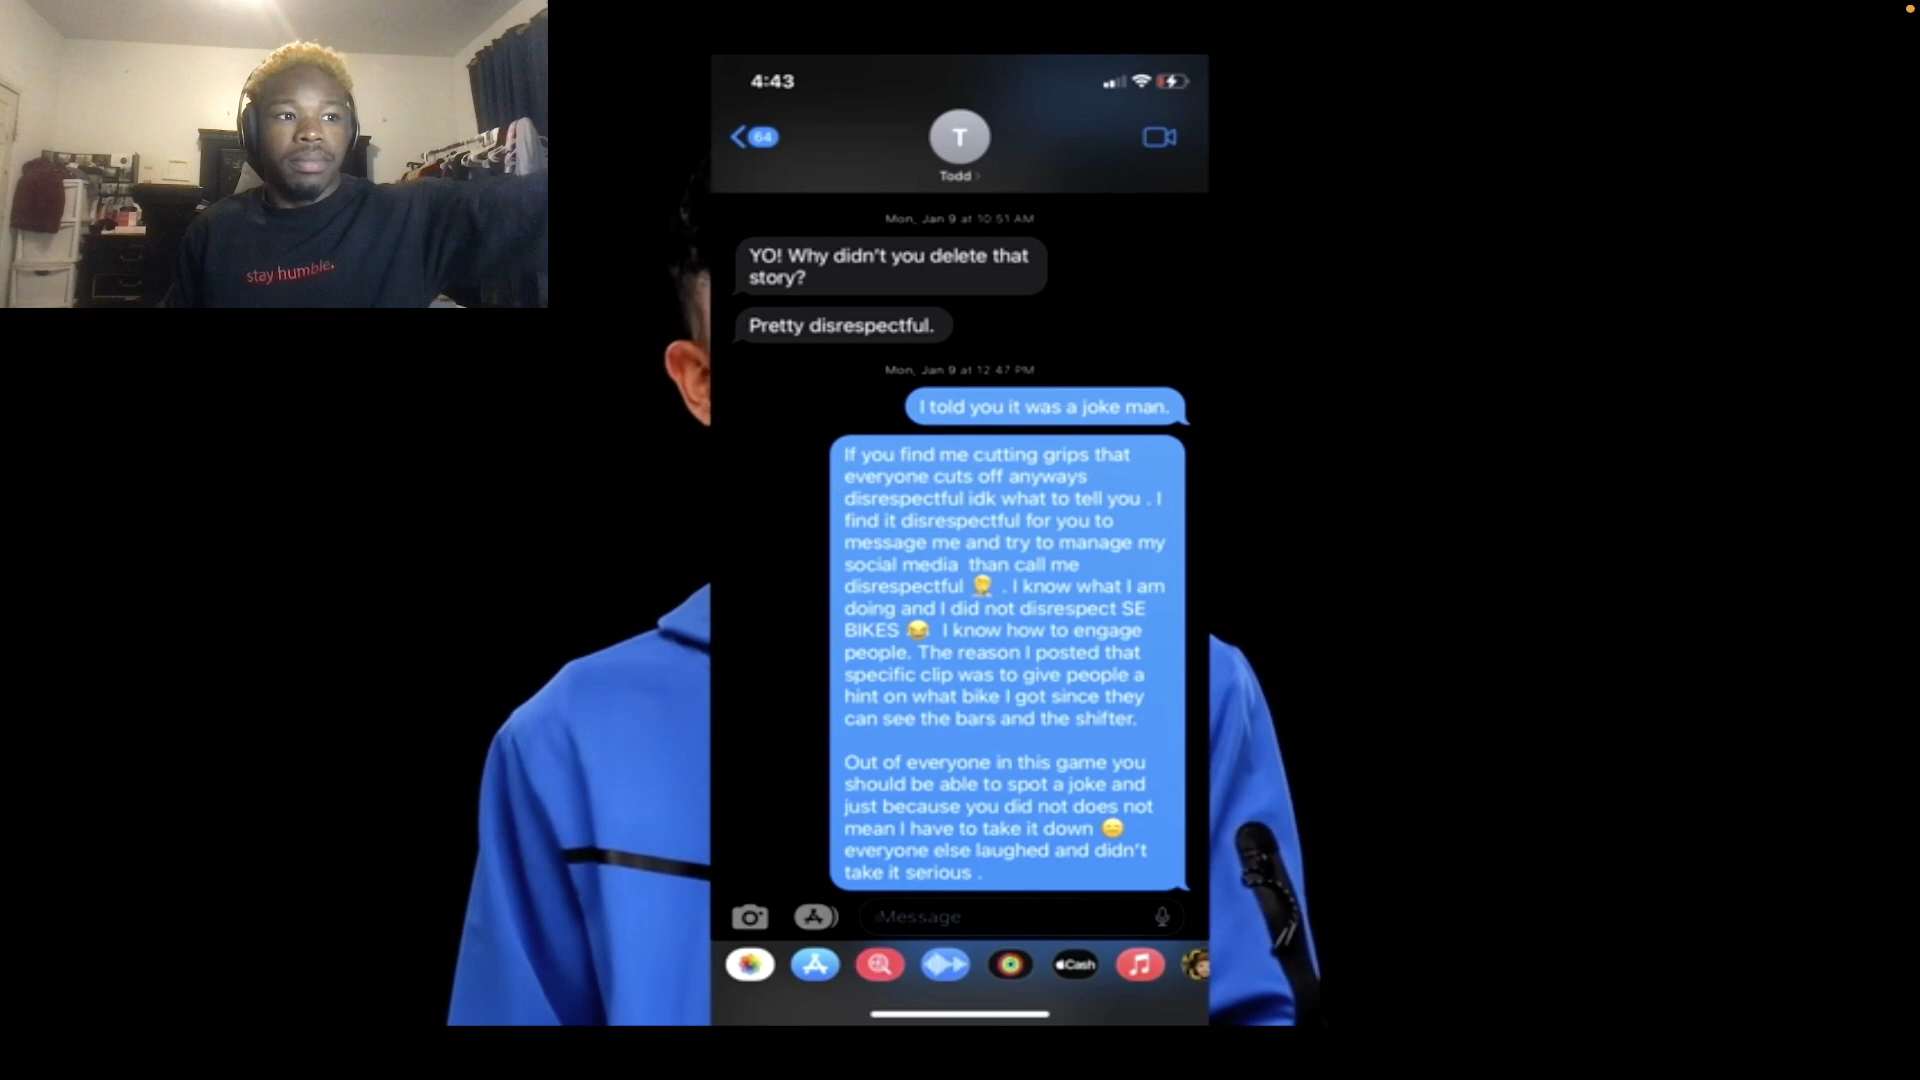 stay humble.
4:43
64
T
Todd
Mon, Jan 9 at 10:51 AM
YO! Why didn't you delete that
story?
Pretty disrespectful.
Mon, Jan 9 at 12:47 PM
I told you it was a joke man.
If you find me cutting grips that
everyone cuts off anyways
disrespectful idk what to tell you . I
find it disrespectful for you to
message me and try to manage my
social media  than call me
disrespectful 🤦 . I know what I am
doing and I did not disrespect SE
BIKES 😂  I know how to engage
people. The reason I posted that
specific clip was to give people a
hint on what bike I got since they
can see the bars and the shifter.
Out of everyone in this game you
should be able to spot a joke and
just because you did not does not
mean I have to take it down 😑
everyone else laughed and didn't
take it serious .
iMessage
Cash